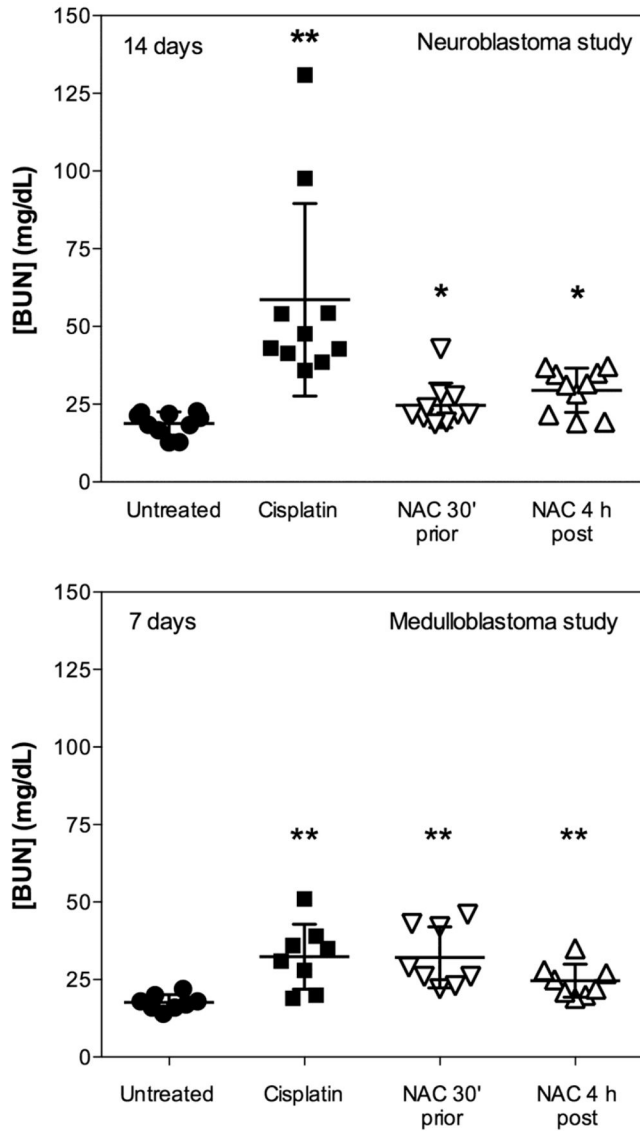 150
14 days
**
Neuroblastoma study
125
100
75
*
*
50
25
0
[BUN] (mg/dL)
Untreated
Cisplatin
NAC 30'
prior
NAC 4 h
post
150
7 days
Medulloblastoma study
125
100
75
**
**
**
50
25
0
[BUN] (mg/dL)
Untreated
Cisplatin
NAC 30'
prior
NAC 4 h
post